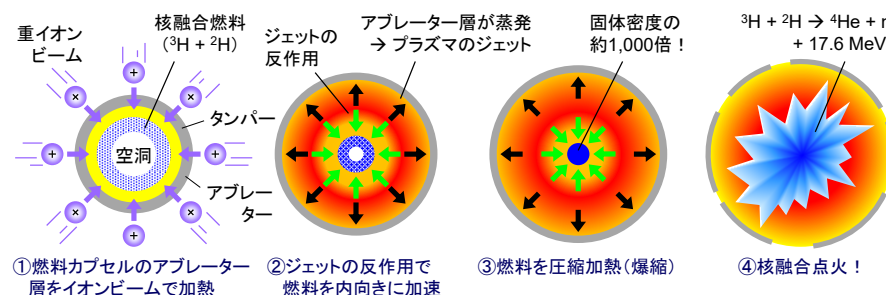 重イオン
ビーム
核融合燃料
(³H + ²H)
タンパー
空洞
アブレー
ター
①燃料カプセルのアブレーター
層をイオンビームで加熱
ジェットの
反作用
アブレーター層が蒸発
→ プラズマのジェット
②ジェットの反作用で
燃料を内向きに加速
固体密度の
約1,000倍！
③燃料を圧縮加熱（爆縮）
³H + ²H → ⁴He + n
+ 17.6 MeV
④核融合点火！